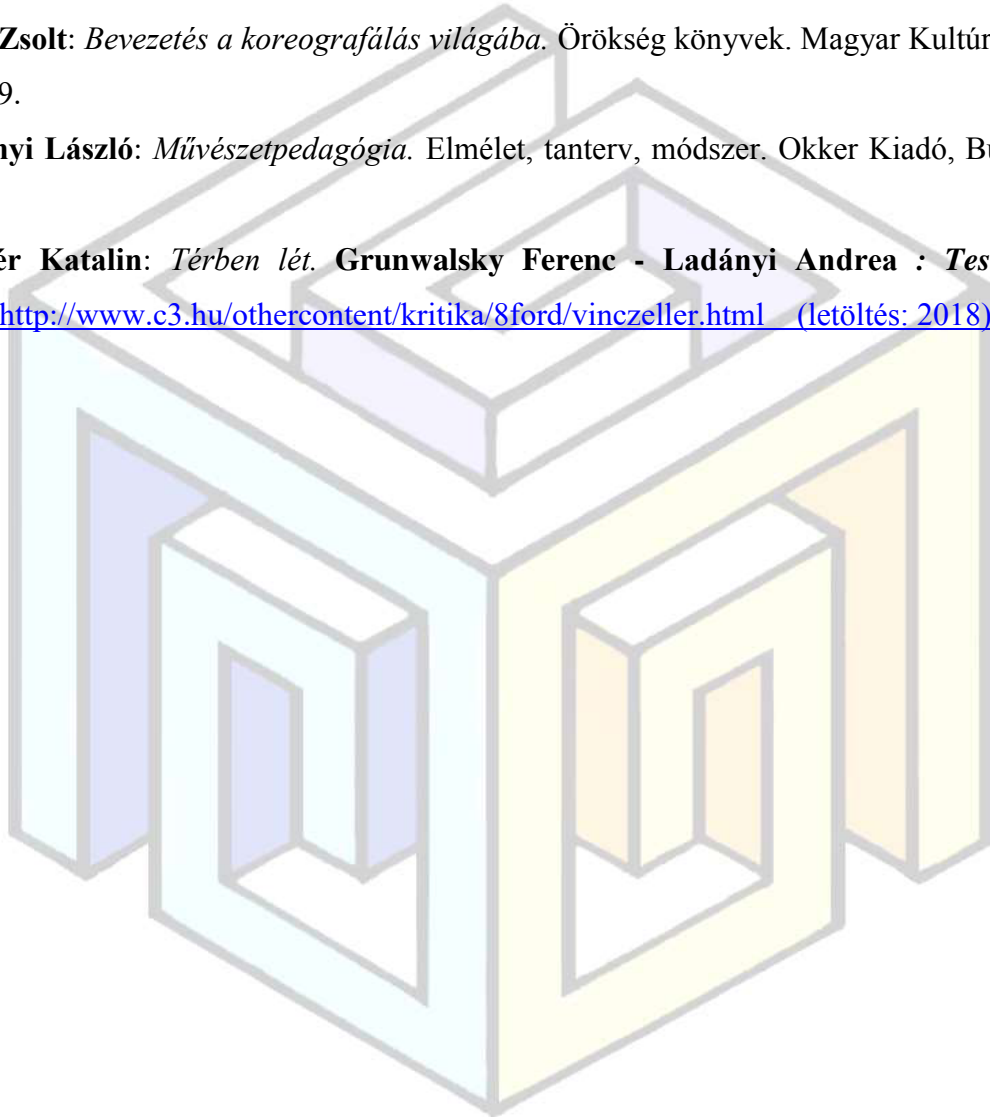 Zsolt: Bevezetés a koreografálás világába. Örökség könyvek. Magyar Kultúr
9.
nyi László: Művészetpedagógia. Elmélet, tanterv, módszer. Okker Kiadó, Bu
ér Katalin: Térben lét. Grunwalsky Ferenc - Ladányi Andrea : Tes
http://www.c3.hu/othercontent/kritika/8ford/vinczeller.html (letöltés: 2018)